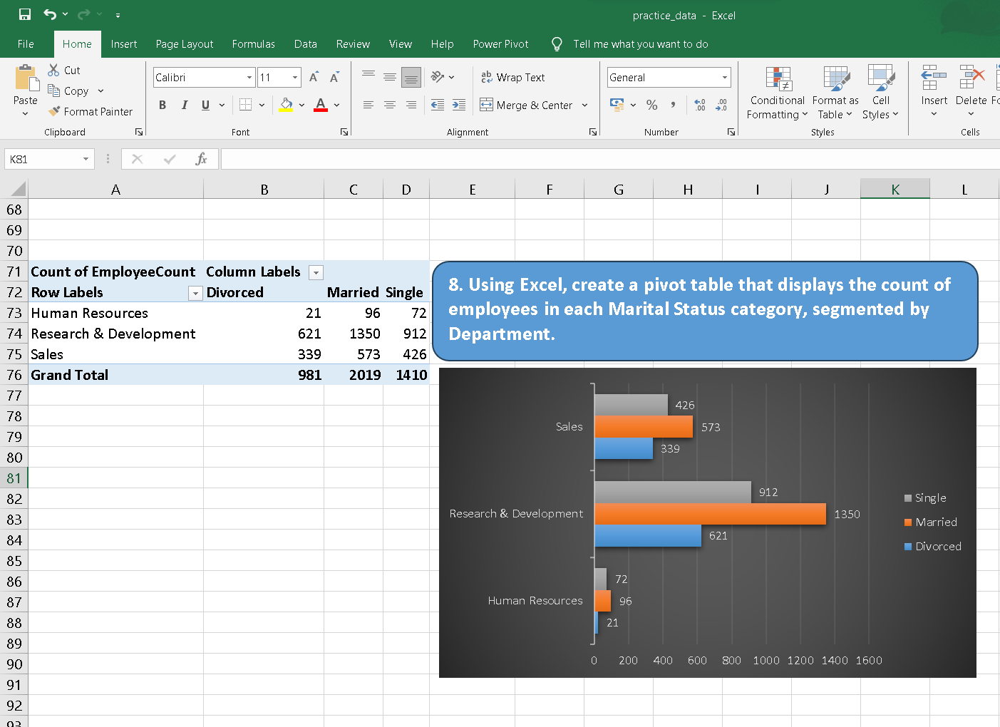 practice_data - Excel
File Home Insert Page Layout Formulas Data Review View Help Power Pivot Tell me what you want to do
Paste
Cut
Copy
Format Painter
Clipboard
Calibri 11 A A
B I U A
Font
ab Wrap Text
Merge & Center
Alignment
General
% ,
Number
Conditional Formatting
Format as Table
Cell Styles
Styles
Insert
Delete
Fo
Cells
K81
fx
A B C D E F G H I J K L
68
69
70
71 Count of EmployeeCount Column Labels
72 Row Labels Divorced Married Single
73 Human Resources 21 96 72
74 Research & Development 621 1350 912
75 Sales 339 573 426
76 Grand Total 981 2019 1410
77
78
79
80
81
82
83
84
85
86
87
88
89
90
91
92
93
8. Using Excel, create a pivot table that displays the count of
employees in each Marital Status category, segmented by
Department.
Sales
426
573
339
Research & Development
912
1350
621
Human Resources
72
96
21
0 200 400 600 800 1000 1200 1400 1600
Single
Married
Divorced